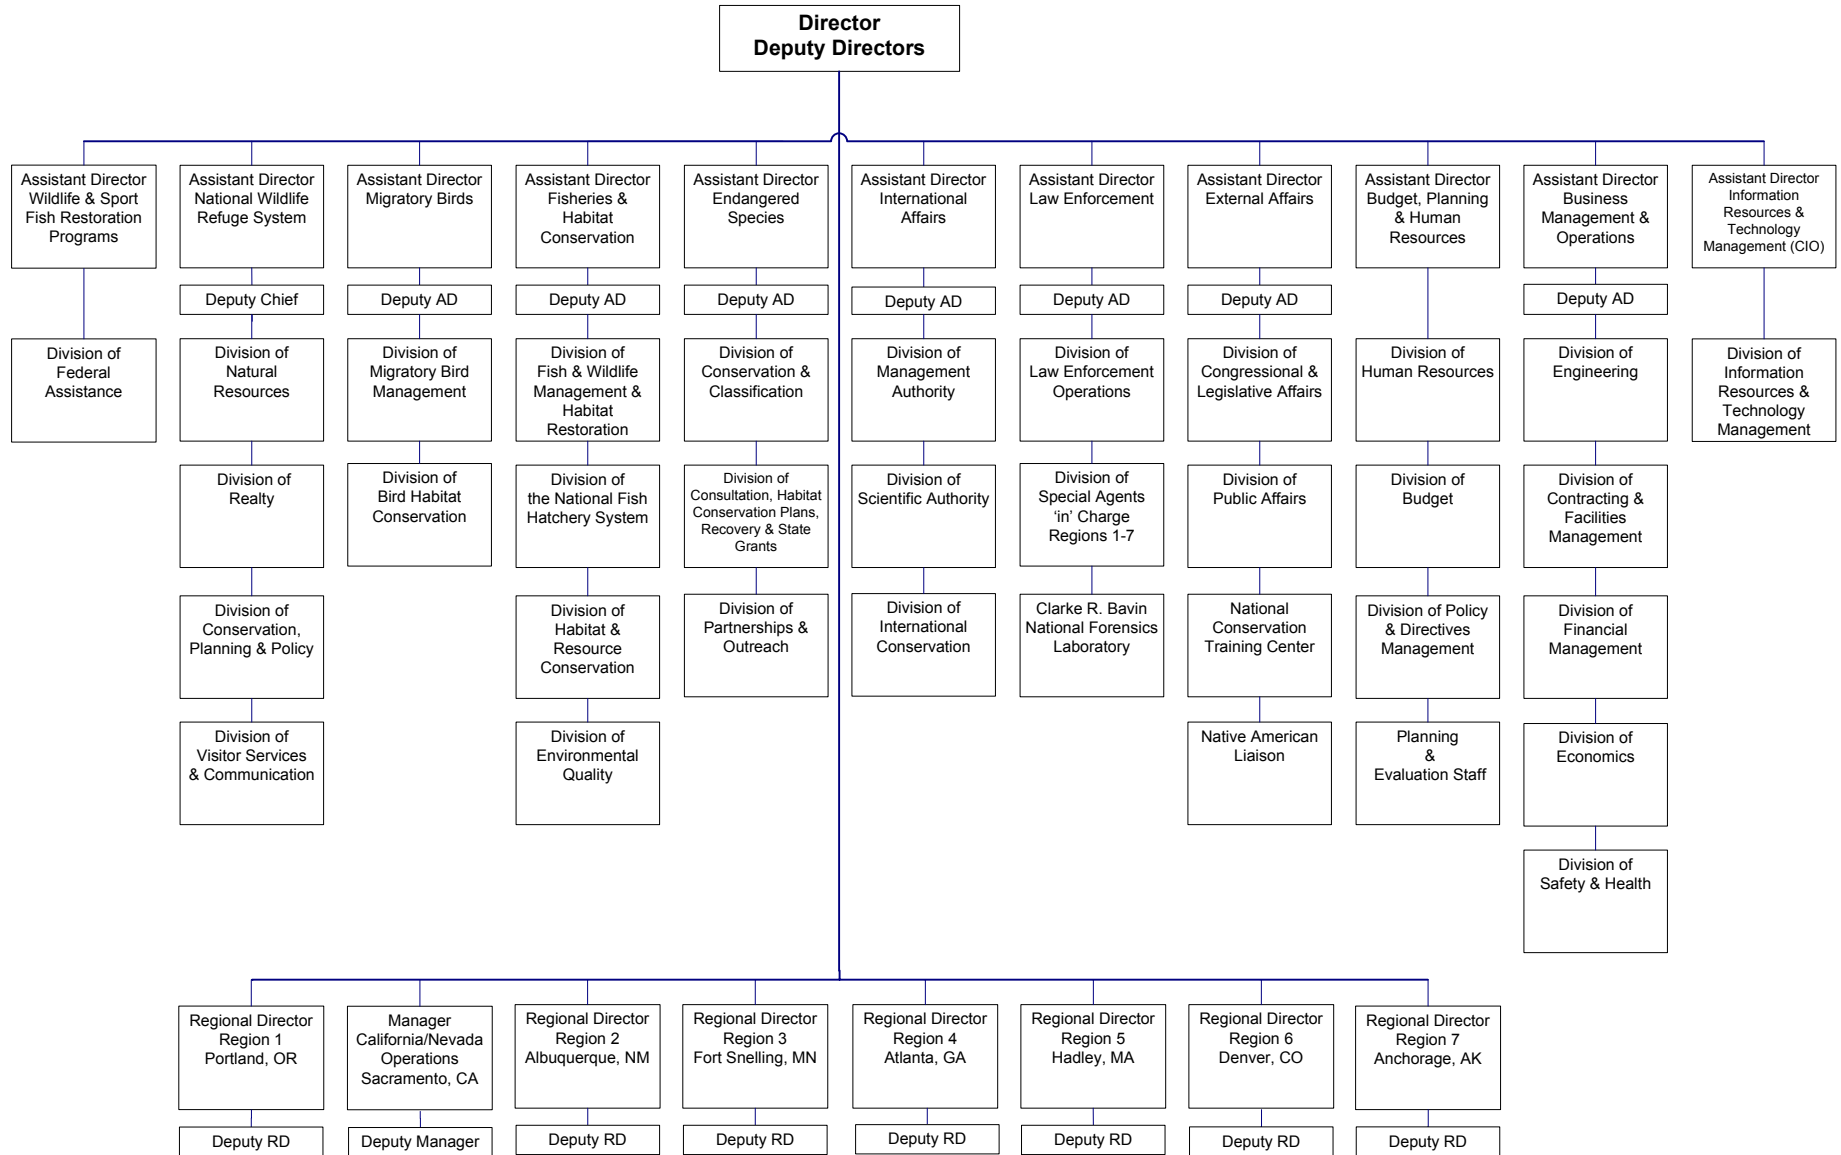 Director
Deputy Directors
Assistant Director
Wildlife & Sport
Fish Restoration
Programs
Assistant Director
National Wildlife
Refuge System
Assistant Director
Migratory Birds
Assistant Director
Fisheries &
Habitat
Conservation
Assistant Director
Endangered
Species
Assistant Director
International
Affairs
Assistant Director
Law Enforcement
Assistant Director
External Affairs
Assistant Director
Budget, Planning
& Human
Resources
Assistant Director
Business
Management &
Operations
Assistant Director
Information
Resources &
Technology
Management (CIO)
Deputy Chief
Deputy AD
Deputy AD
Deputy AD
Deputy AD
Deputy AD
Deputy AD
Deputy AD
Division of
Federal
Assistance
Division of
Natural
Resources
Division of
Migratory Bird
Management
Division of
Fish & Wildlife
Management &
Habitat
Restoration
Division of
Conservation &
Classification
Division of
Management
Authority
Division of
Law Enforcement
Operations
Division of
Congressional &
Legislative Affairs
Division of
Human Resources
Division of
Engineering
Division of
Information
Resources &
Technology
Management
Division of
Realty
Division of
Bird Habitat
Conservation
Division of
the National Fish
Hatchery System
Division of
Consultation, Habitat
Conservation Plans,
Recovery & State
Grants
Division of
Scientific Authority
Division of
Special Agents
‘in’ Charge
Regions 1-7
Division of
Public Affairs
Division of
Budget
Division of
Contracting &
Facilities
Management
Division of
Conservation,
Planning & Policy
Division of
Habitat &
Resource
Conservation
Division of
Partnerships &
Outreach
Division of
International
Conservation
Clarke R. Bavin
National Forensics
Laboratory
National
Conservation
Training Center
Division of Policy
& Directives
Management
Division of
Financial
Management
Division of
Visitor Services
& Communication
Division of
Environmental
Quality
Native American
Liaison
Planning
&
Evaluation Staff
Division of
Economics
Division of
Safety & Health
Regional Director
Region 1
Portland, OR
Manager
California/Nevada
Operations
Sacramento, CA
Regional Director
Region 2
Albuquerque, NM
Regional Director
Region 3
Fort Snelling, MN
Regional Director
Region 4
Atlanta, GA
Regional Director
Region 5
Hadley, MA
Regional Director
Region 6
Denver, CO
Regional Director
Region 7
Anchorage, AK
Deputy RD
Deputy Manager
Deputy RD
Deputy RD
Deputy RD
Deputy RD
Deputy RD
Deputy RD